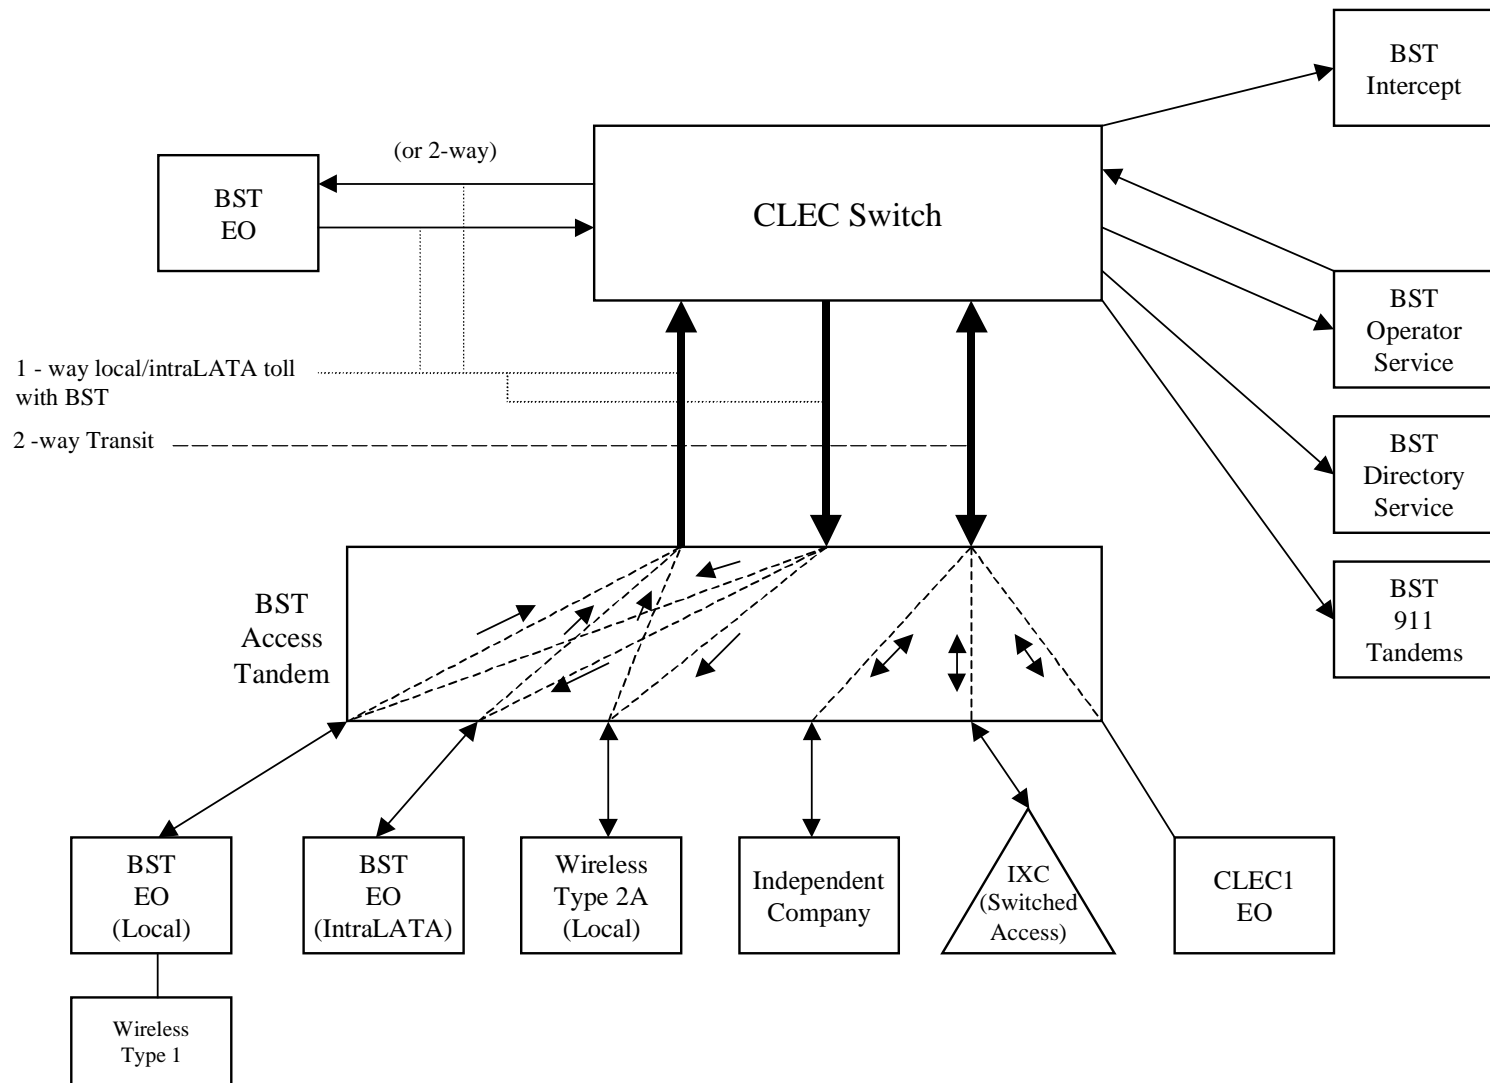 BST
Intercept
(or 2-way)
BST
EO
CLEC Switch
BST
Operator
Service
1 - way local/intraLATA toll
with BST
2 -way Transit
BST
Directory
Service
BST
Access
Tandem
BST
911
Tandems
BST
EO
(Local)
BST
EO
(IntraLATA)
Wireless
Type 2A
(Local)
Independent
Company
IXC
(Switched
Access)
CLEC1
EO
Wireless
Type 1